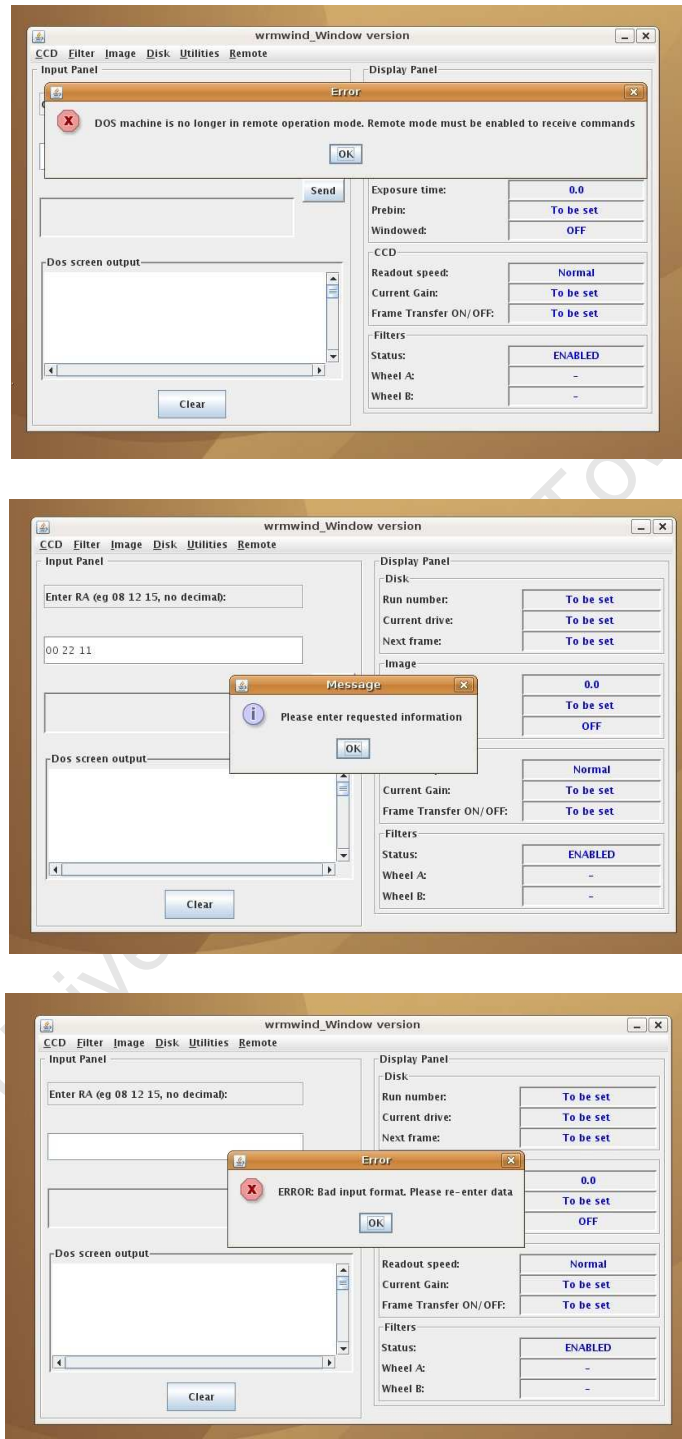 wrmwind_Window version
CCD Filter Image Disk Utilities Remote
Input Panel
Display Panel
Error
DOS machine is no longer in remote operation mode. Remote mode must be enabled to receive commands
OK
Send
Exposure time: 0.0
Prebin: To be set
Windowed: OFF
CCD
Dos screen output
Readout speed: Normal
Current Gain: To be set
Frame Transfer ON/OFF: To be set
Filters
Status: ENABLED
Wheel A: -
Wheel B: -
Clear
wrmwind_Window version
CCD Filter Image Disk Utilities Remote
Input Panel
Display Panel
Disk
Enter RA (eg 08 12 15, no decimal):
Run number: To be set
Current drive: To be set
Next frame: To be set
00 22 11
Image
Message
0.0
Please enter requested information
To be set
OFF
OK
Dos screen output
Normal
Current Gain: To be set
Frame Transfer ON/OFF: To be set
Filters
Status: ENABLED
Wheel A: -
Wheel B: -
Clear
wrmwind_Window version
CCD Filter Image Disk Utilities Remote
Input Panel
Display Panel
Disk
Enter RA (eg 08 12 15, no decimal):
Run number: To be set
Current drive: To be set
Next frame: To be set
Error
0.0
ERROR: Bad input format. Please re-enter data
To be set
OK
OFF
Dos screen output
Readout speed: Normal
Current Gain: To be set
Frame Transfer ON/OFF: To be set
Filters
Status: ENABLED
Wheel A: -
Wheel B: -
Clear